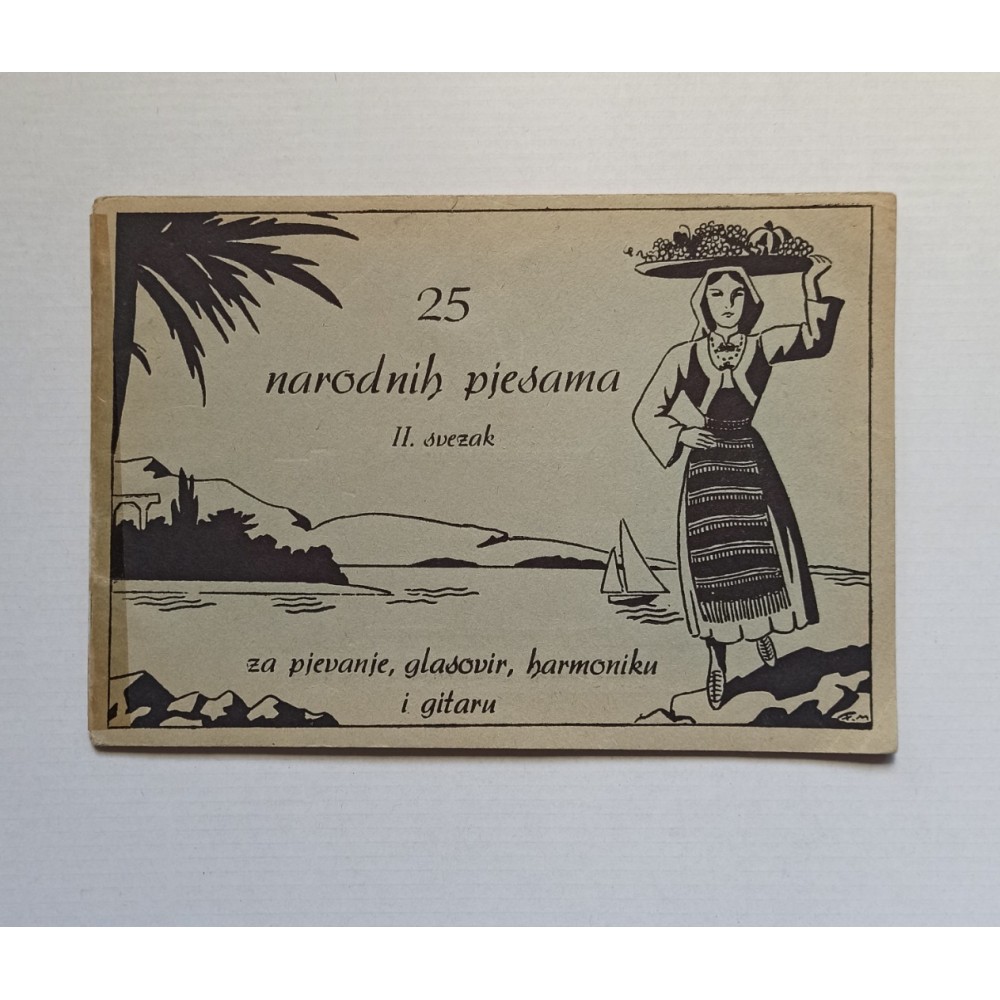 25
narodnih pjesama
II. svezak
za pjevanje, glasovir, harmoniku
i gitaru